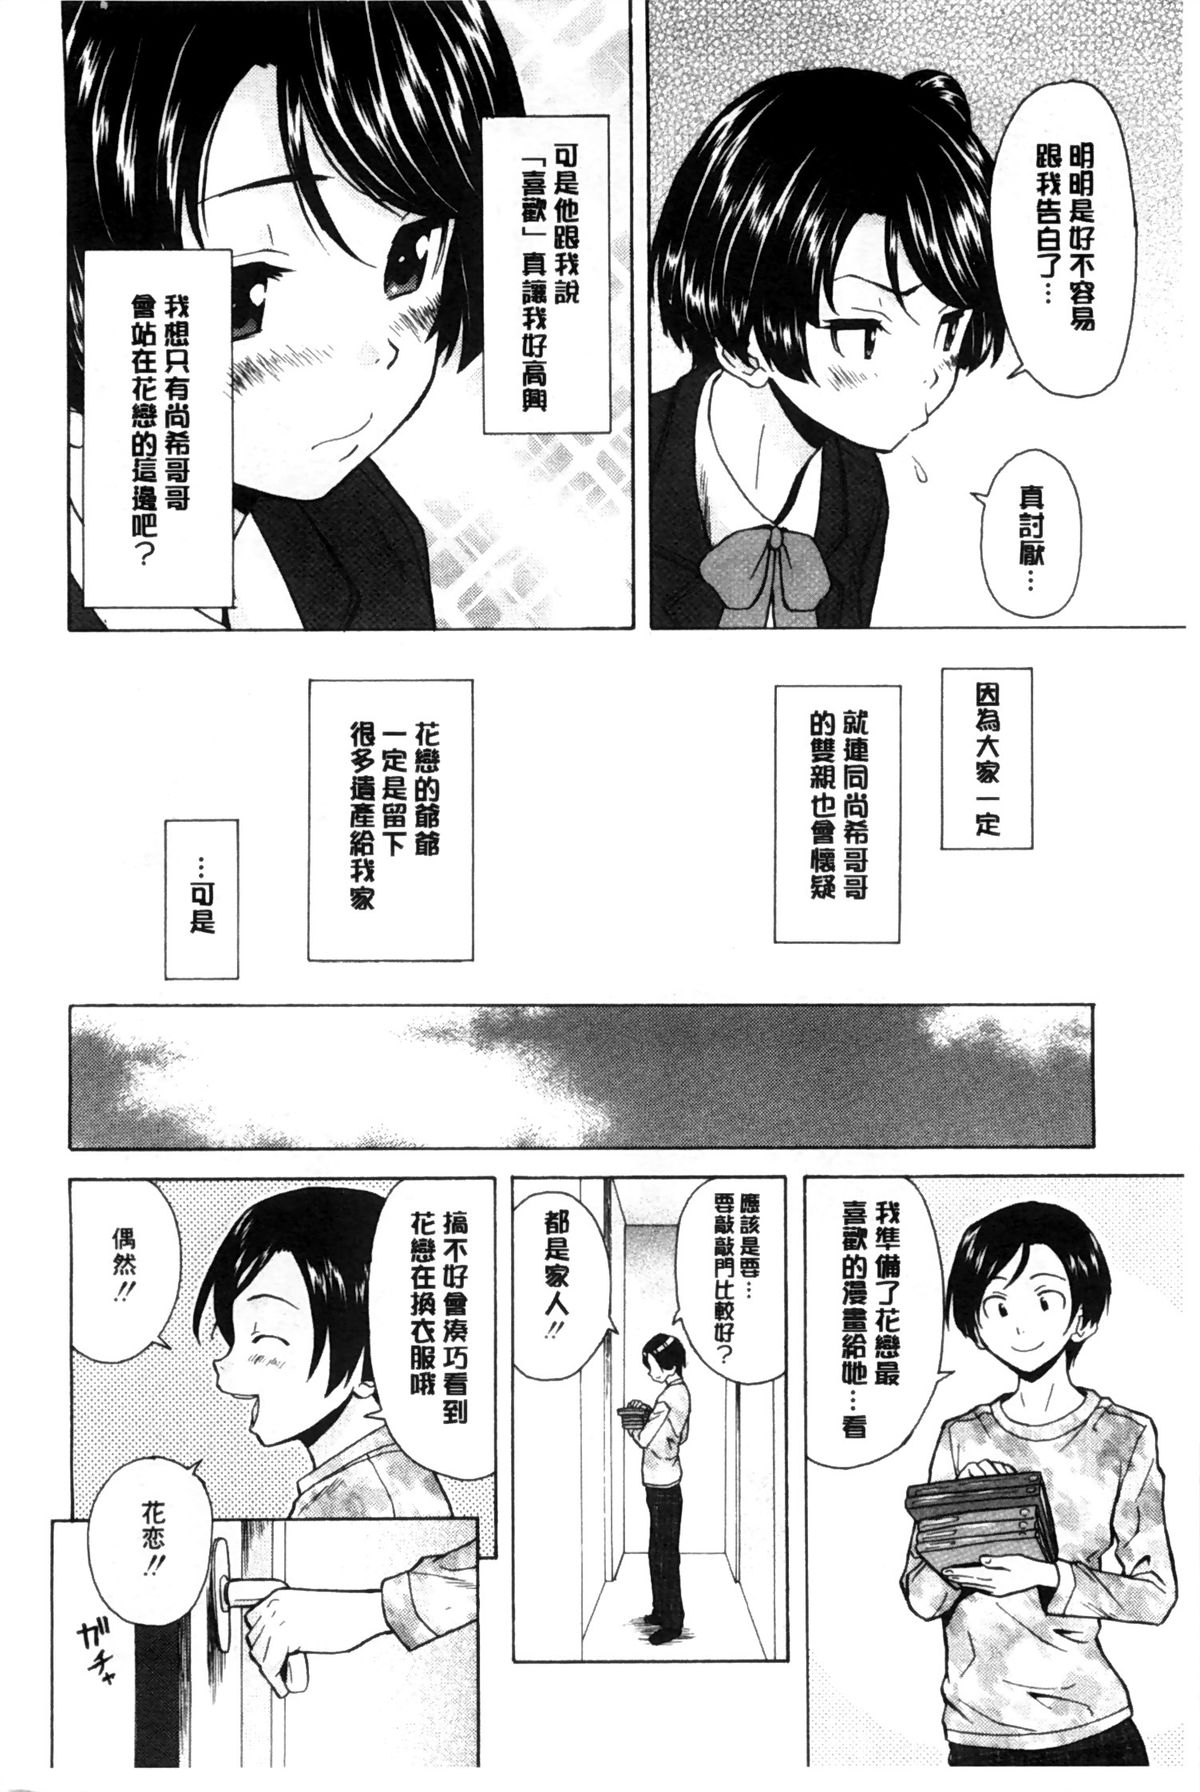 明明是好不容易
跟我告白了…
真討厭…
可是他跟我說
「喜歡」真讓我好高興
我想只有尚希哥哥
會站在花戀的這邊吧？
因為大家一定
就連同尚希哥哥
的雙親也會懷疑
花戀的爺爺
一定是留下
很多遺產給我家
…可是
我準備了花戀最
喜歡的漫畫給她…看
應該是要…
要敲敲門比較好？
都是家人!!
搞不好會湊巧看到
花戀在換衣服哦
偶然!!
花恋!!
ガチャ